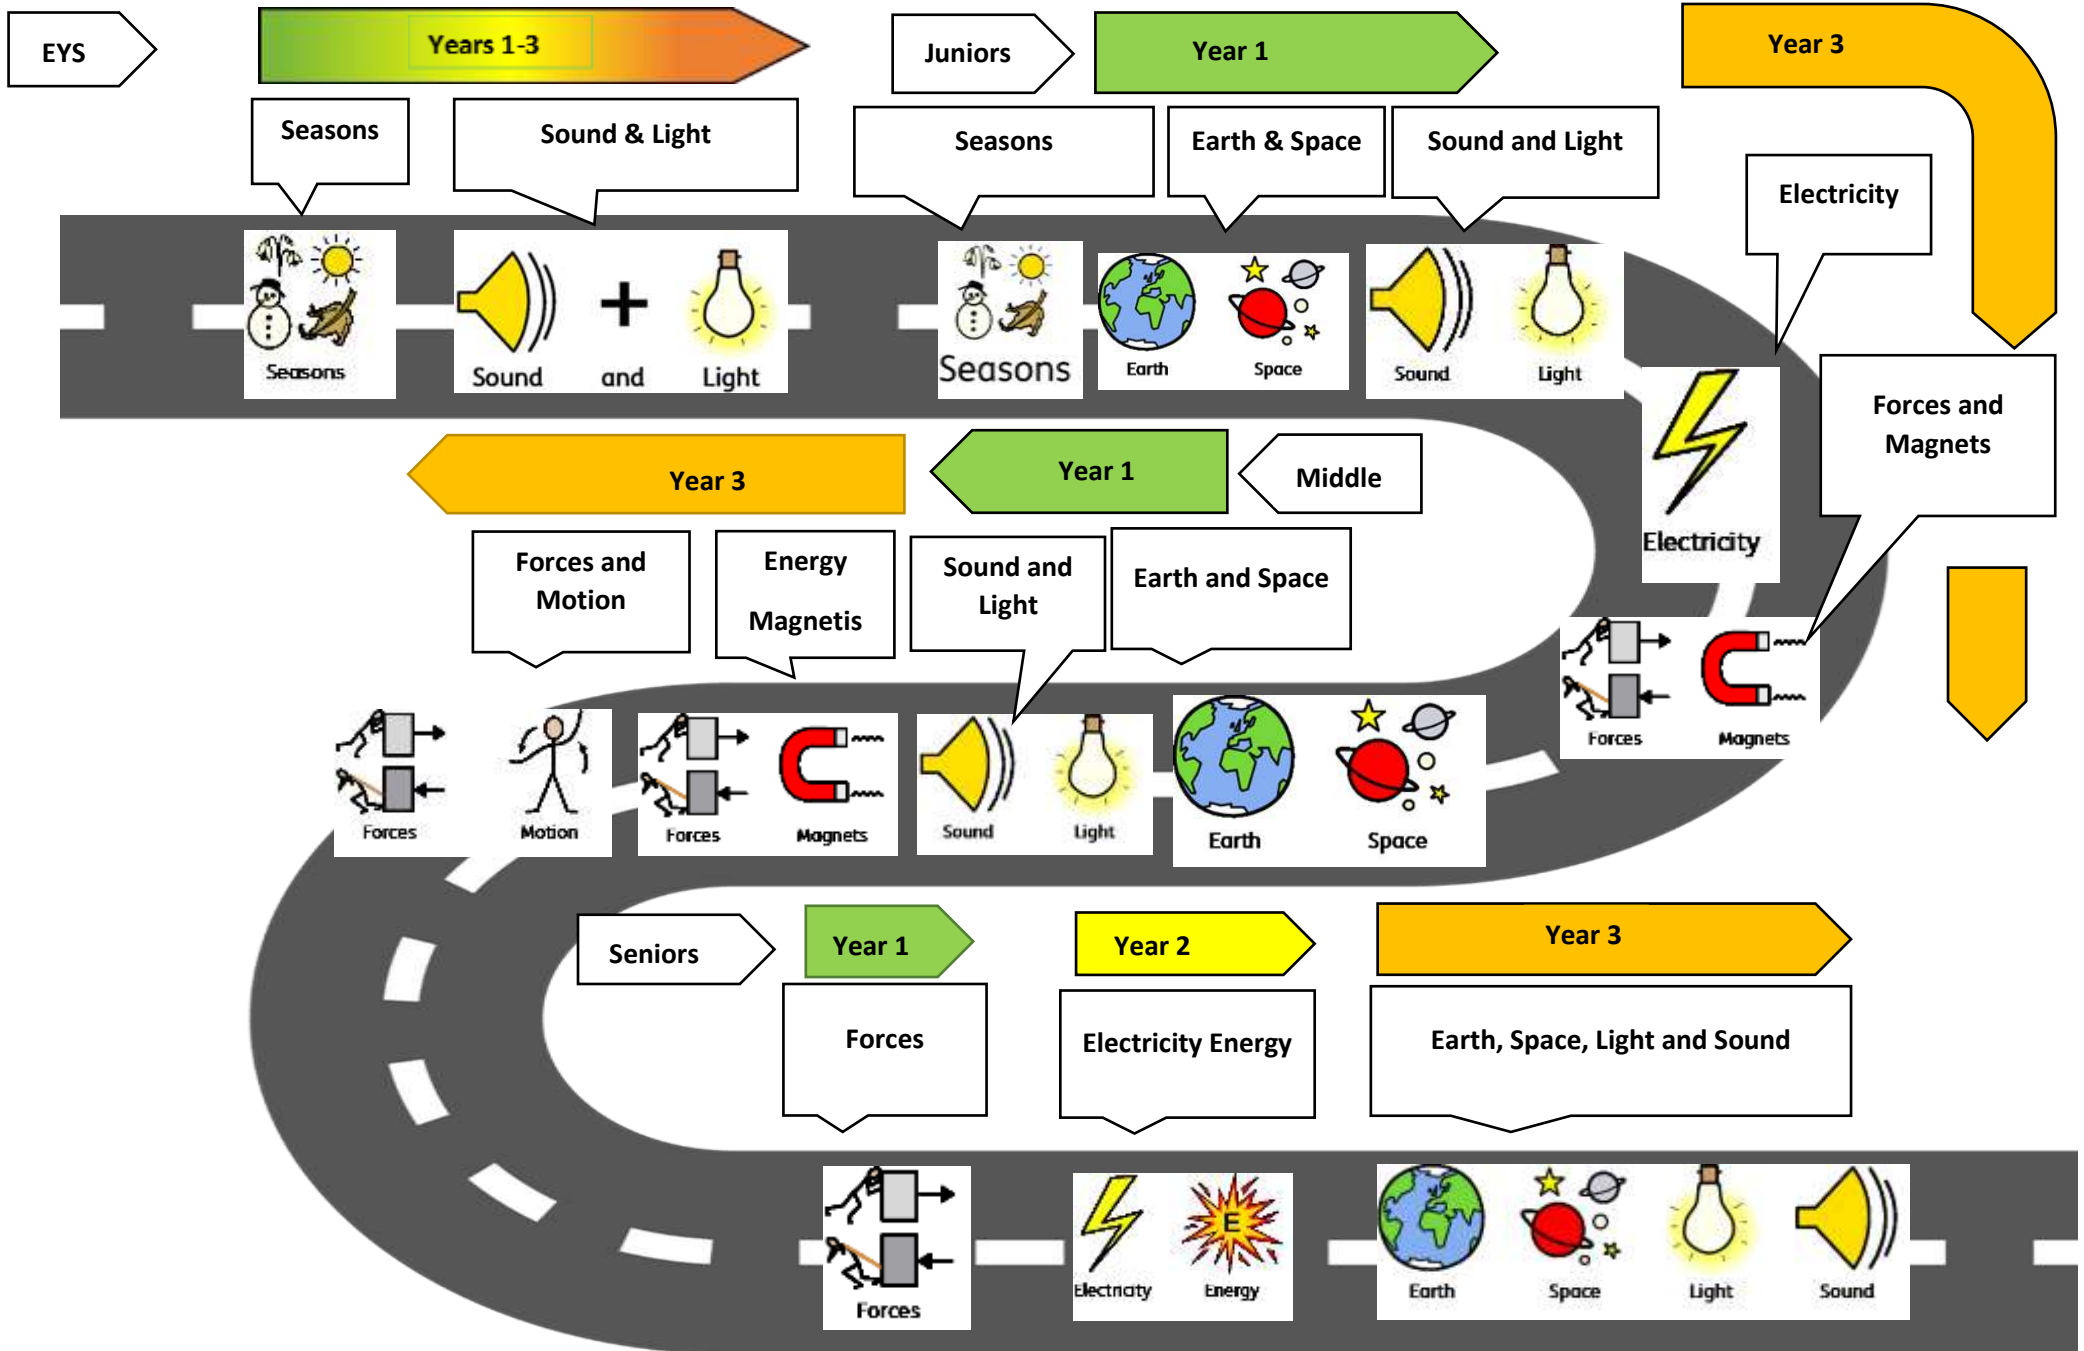 EYS
Years 1-3
Juniors
Year 1
Year 3
Seasons
Sound & Light
Seasons
Earth & Space
Sound and Light
Electricity
Seasons
Sound and Light
Seasons
Earth Space
Sound Light
Electricity
Forces and
Magnets
Forces Magnets
Middle
Year 1
Year 3
Earth and Space
Sound and
Light
Energy
Magnetis
Forces and
Motion
Earth Space
Sound Light
Forces Magnets
Forces Motion
Seniors
Year 1
Year 2
Year 3
Forces
Electricity Energy
Earth, Space, Light and Sound
Forces
Electricity Energy
E
Earth Space Light Sound